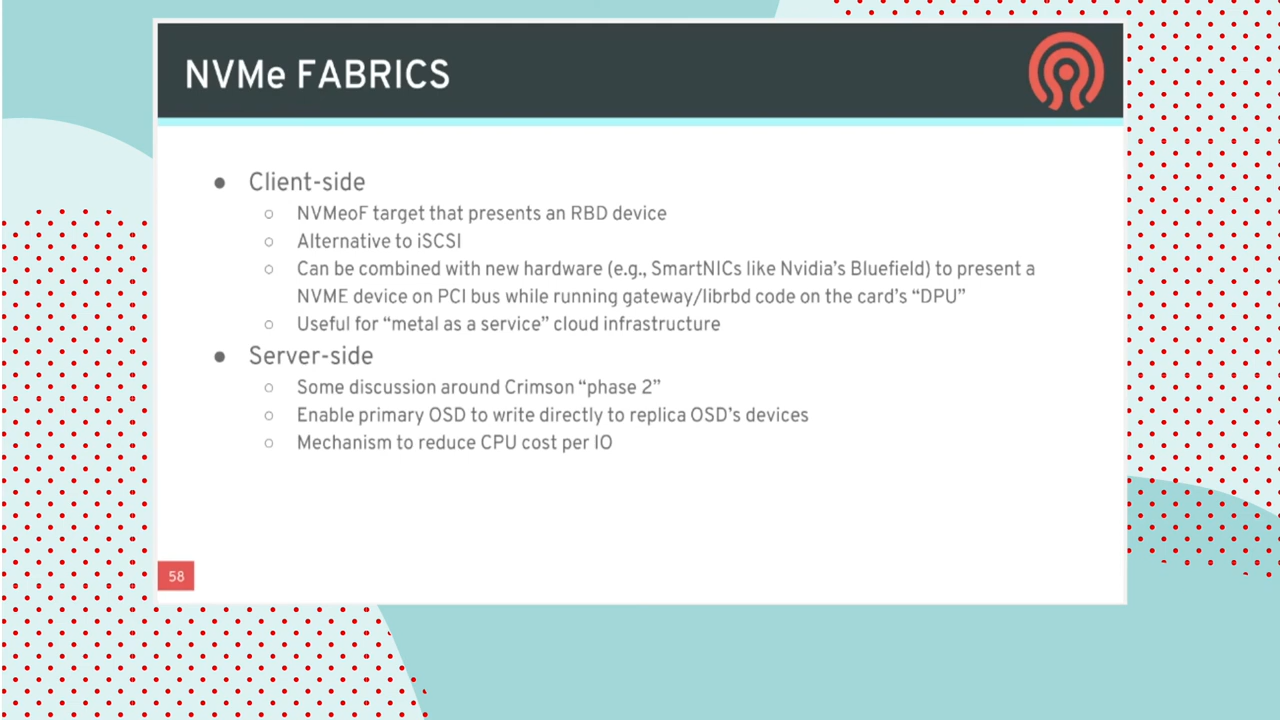 NVMe FABRICS
● Client-side
○ NVMeoF target that presents an RBD device
○ Alternative to iSCSI
○ Can be combined with new hardware (e.g., SmartNICs like Nvidia's Bluefield) to present a
NVME device on PCI bus while running gateway/librbd code on the card's “DPU”
○ Useful for “metal as a service” cloud infrastructure
● Server-side
○ Some discussion around Crimson “phase 2”
○ Enable primary OSD to write directly to replica OSD's devices
○ Mechanism to reduce CPU cost per IO
58